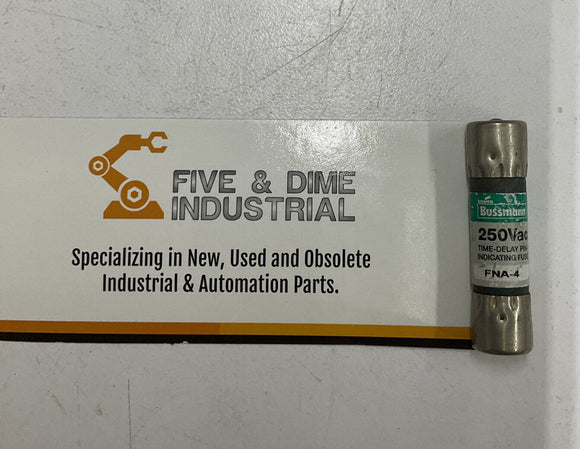 FIVE & DIME
INDUSTRIAL
Specializing in New, Used and Obsolete
Industrial & Automation Parts.
Bussmann
250Vac
TIME-DELAY PIN-
INDICATING FUSE
FNA-4